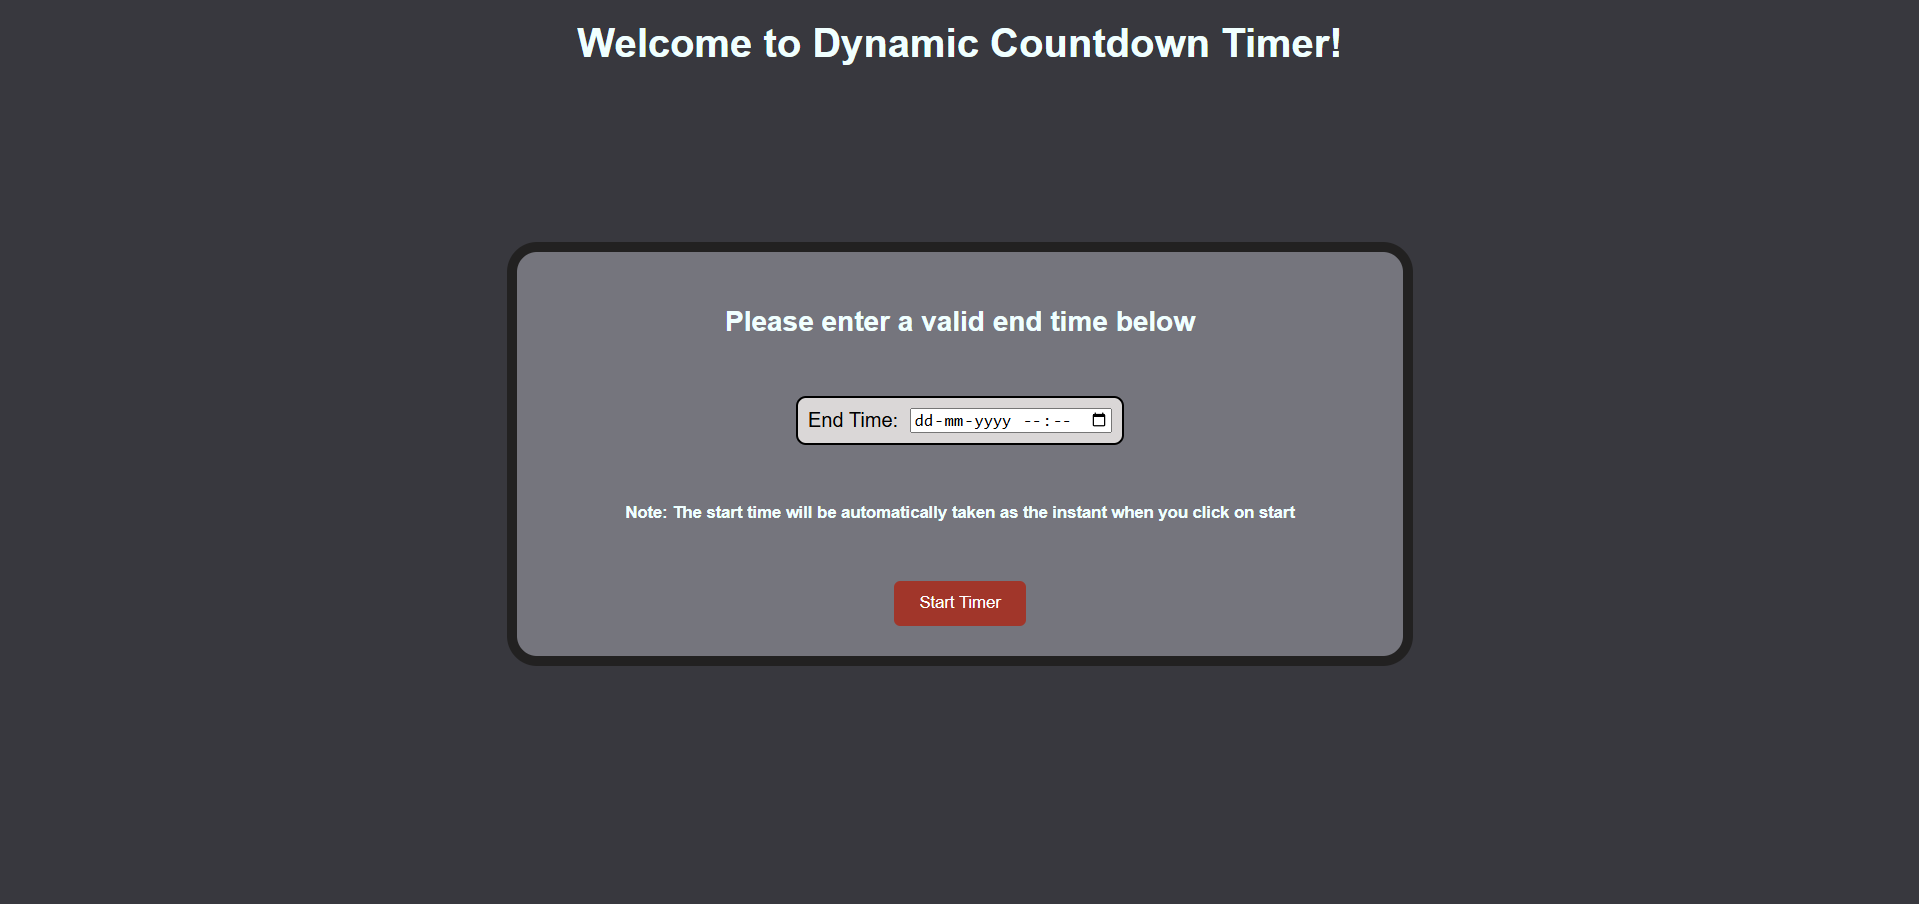 Welcome to Dynamic Countdown Timer!
Please enter a valid end time below
End Time: dd-mm-yyyy --:--
Note: The start time will be automatically taken as the instant when you click on start
Start Timer